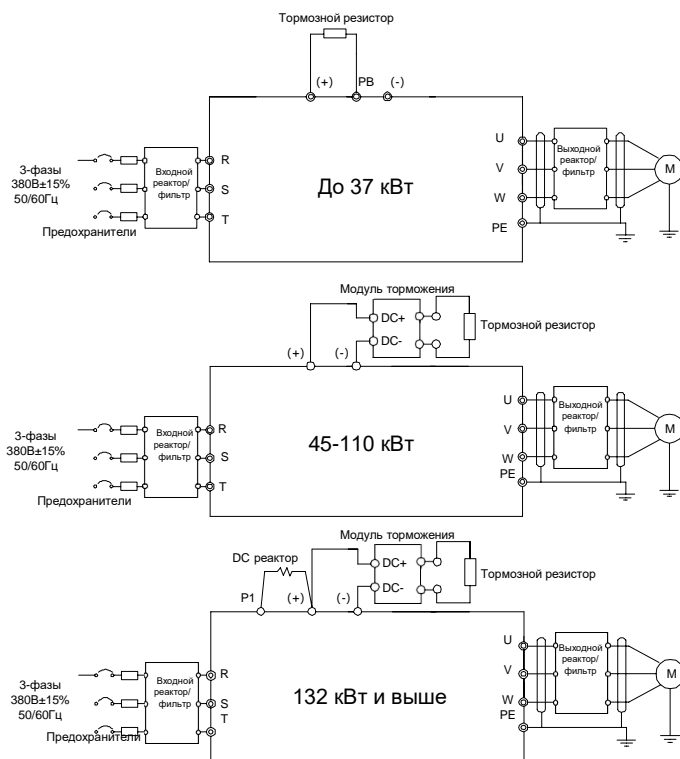 Тормозной резистор
(+)
PB
(-)
3-фазы
380В±15%
50/60Гц
Предохранители
Входной
реактор/
фильтр
R
S
T
До 37 кВт
U
V
W
PE
Выходной
реактор/
фильтр
M
Модуль торможения
DC+
DC-
Тормозной резистор
(+)
(-)
3-фазы
380В±15%
50/60Гц
Предохранители
Входной
реактор/
фильтр
R
S
T
45-110 кВт
U
V
W
PE
Выходной
реактор/
фильтр
M
Модуль торможения
DC реактор
DC+
DC-
Тормозной резистор
P1
(+)
(-)
3-фазы
380В±15%
50/60Гц
Предохранители
Входной
реактор/
фильтр
R
S
T
132 кВт и выше
U
V
W
PE
Выходной
реактор/
фильтр
M